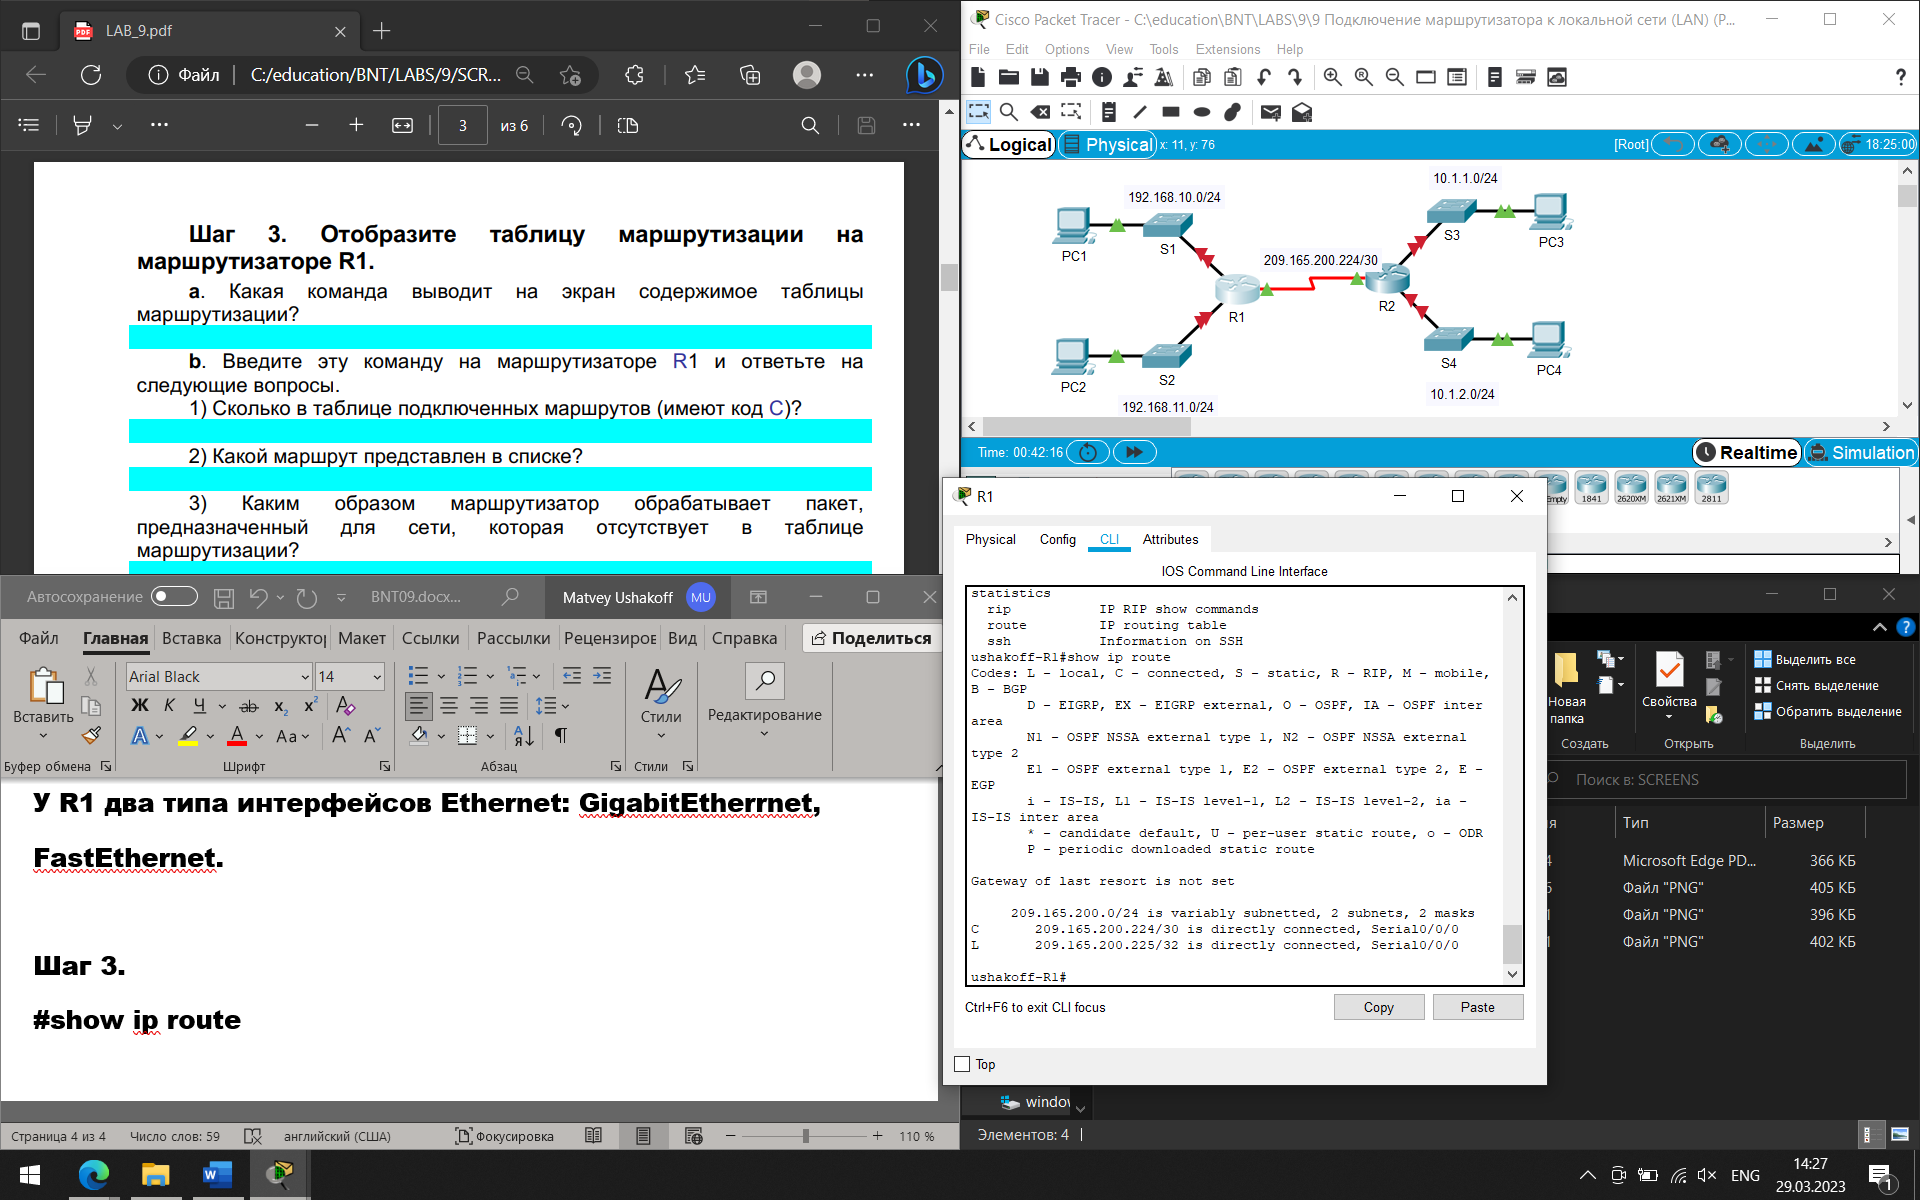 LAB_9.pdf
Файл
C:/education/BNT/LABS/9/SCR...
3
из 6
Шаг 3. Отобразите таблицу маршрутизации на
маршрутизаторе R1.
a. Какая команда выводит на экран содержимое таблицы
маршрутизации?
b. Введите эту команду на маршрутизаторе R1 и ответьте на
следующие вопросы.
1) Сколько в таблице подключенных маршрутов (имеют код C)?
2) Какой маршрут представлен в списке?
3) Каким образом маршрутизатор обрабатывает пакет,
предназначенный для сети, которая отсутствует в таблице
маршрутизации?
Cisco Packet Tracer - C:\education\BNT\LABS\9\9 Подключение маршрутизатора к локальной сети (LAN) (P...
File Edit Options View Tools Extensions Help
?
Logical
Physical
x: 11, y: 76
[Root]
18:25:00
10.1.1.0/24
192.168.10.0/24
S3
PC3
PC1
S1
209.165.200.224/30
R1
R2
PC2
S2
S4
PC4
192.168.11.0/24
10.1.2.0/24
Time: 00:42:16
Realtime
Simulation
Empty
1841
2620XM
2621XM
2811
R1
Physical Config CLI Attributes
IOS Command Line Interface
statistics
rip IP RIP show commands
route IP routing table
ssh Information on SSH
ushakoff-R1#show ip route
Codes: L - local, C - connected, S - static, R - RIP, M - mobile,
B - BGP
D - EIGRP, EX - EIGRP external, O - OSPF, IA - OSPF inter
area
N1 - OSPF NSSA external type 1, N2 - OSPF NSSA external
type 2
E1 - OSPF external type 1, E2 - OSPF external type 2, E -
EGP
i - IS-IS, L1 - IS-IS level-1, L2 - IS-IS level-2, ia -
IS-IS inter area
* - candidate default, U - per-user static route, o - ODR
P - periodic downloaded static route
Gateway of last resort is not set
209.165.200.0/24 is variably subnetted, 2 subnets, 2 masks
C 209.165.200.224/30 is directly connected, Serial0/0/0
L 209.165.200.225/32 is directly connected, Serial0/0/0
ushakoff-R1#
Ctrl+F6 to exit CLI focus
Copy
Paste
Top
Автосохранение
BNT09.docx...
Matvey Ushakoff
MU
Файл Главная Вставка Конструктор Макет Ссылки Рассылки Рецензиров Вид Справка
Поделиться
Вставить
Arial Black
14
Ж К Ч ab x₂ x²
Aa
Стили
Редактирование
Буфер обмена
Шрифт
Абзац
Стили
У R1 два типа интерфейсов Ethernet: GigabitEtherrnet,
FastEthernet.
Шаг 3.
#show ip route
Страница 4 из 4
Число слов: 59
английский (США)
Фокусировка
110 %
Новая
папка
Создать
Свойства
Открыть
Выделить все
Снять выделение
Обратить выделение
Выделить
Поиск в: SCREENS
Тип
Размер
Microsoft Edge PD... 366 КБ
Файл "PNG" 405 КБ
Файл "PNG" 396 КБ
Файл "PNG" 402 КБ
window
Элементов: 4
ENG
14:27
29.03.2023
1